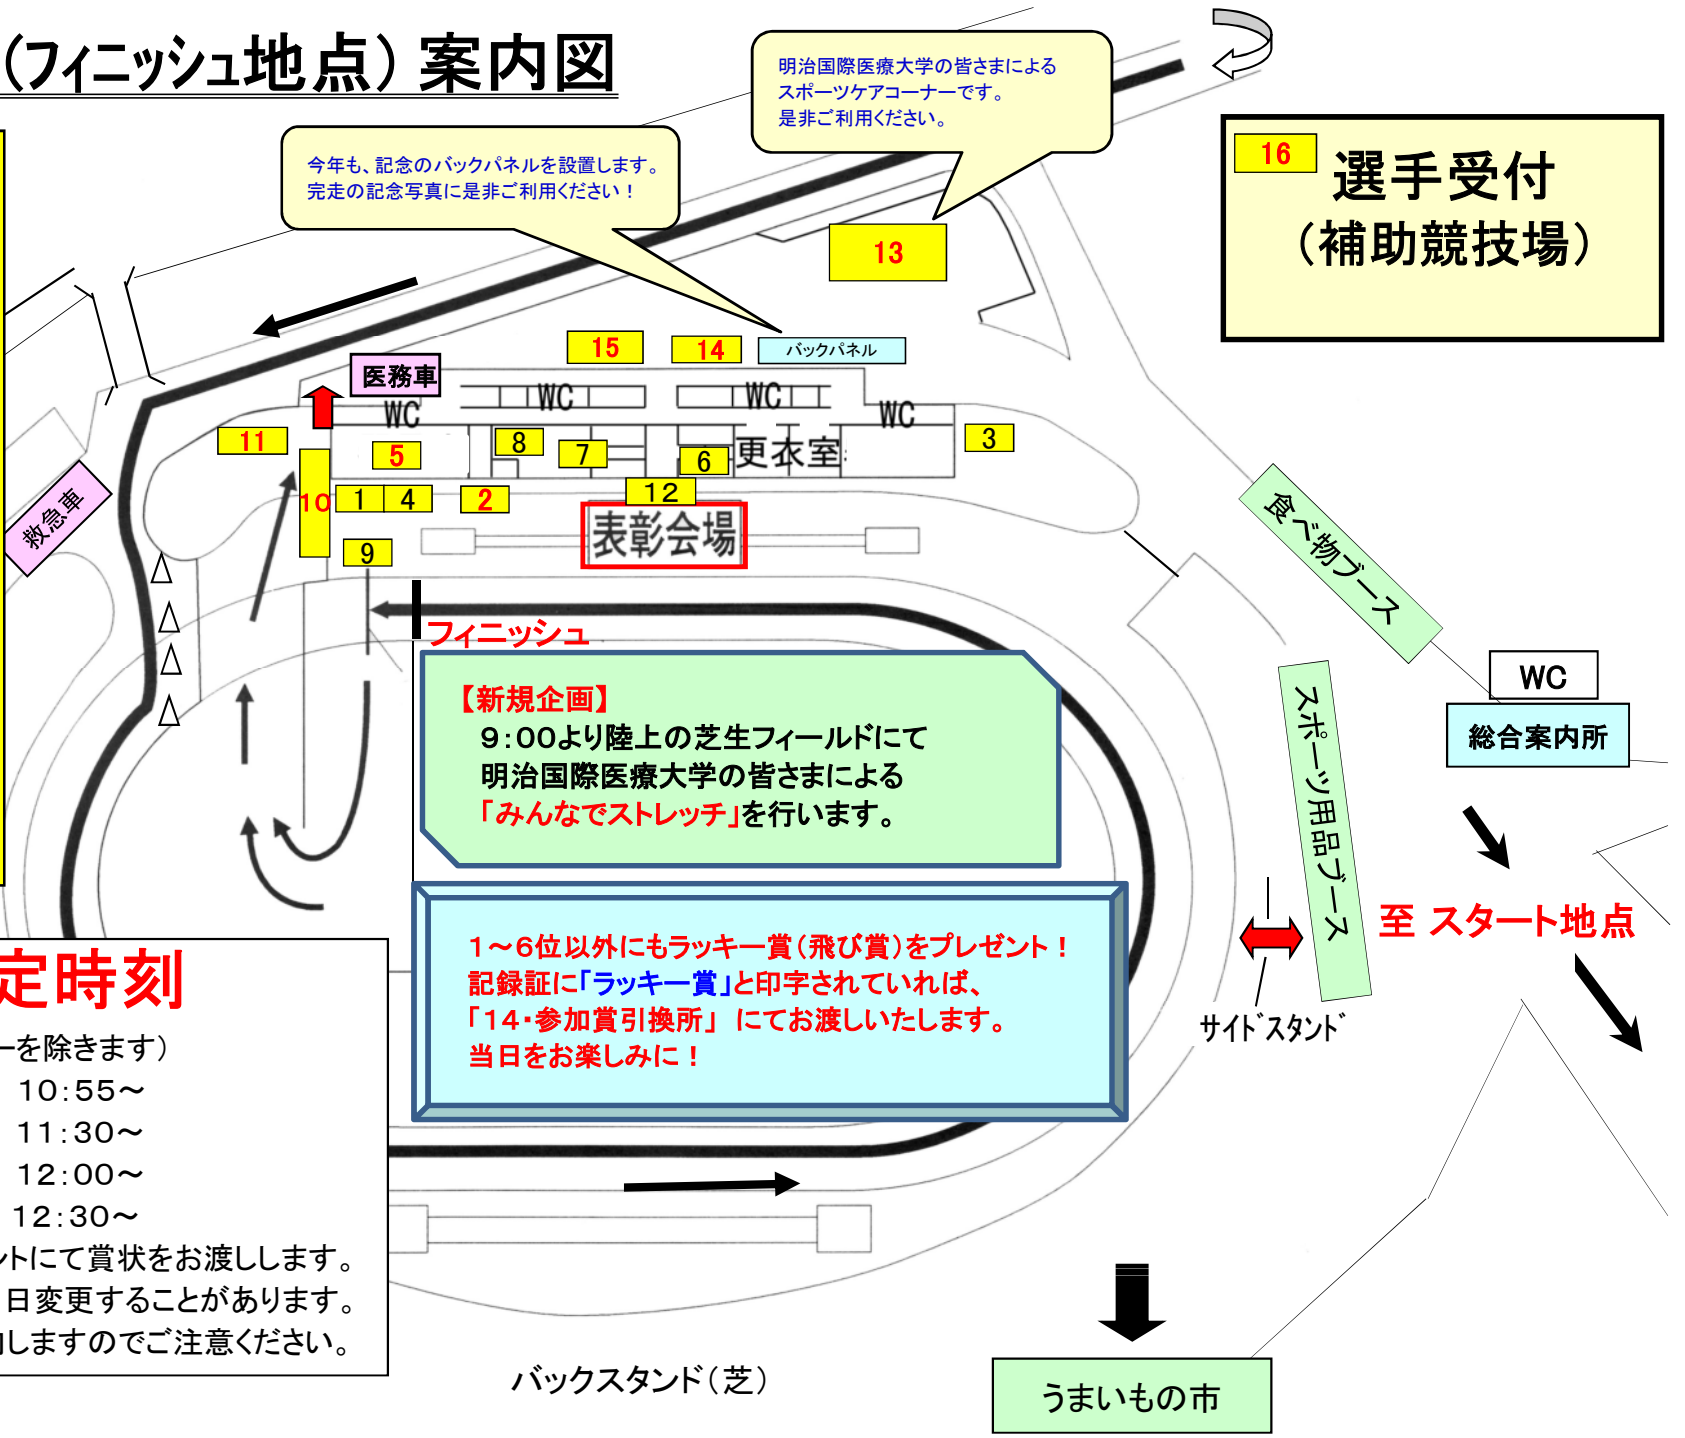 （フィニッシュ地点）案内図
明治国際医療大学の皆さまによる
スポーツケアコーナーです。
是非ご利用ください。
今年も、記念のバックパネルを設置します。
完走の記念写真に是非ご利用ください！
16 選手受付
（補助競技場）
13
15
14
バックパネル
医務車
WC
WC
WC
WC
11
5
8
7
6
更衣室
3
10
1
4
2
12
表彰会場
9
救急車
フィニッシュ
食べ物ブース
WC
総合案内所
スポーツ用品ブース
【新規企画】
９：００より陸上の芝生フィールドにて
明治国際医療大学の皆さまによる
「みんなでストレッチ」を行います。
１～６位以外にもラッキー賞（飛び賞）をプレゼント！
記録証に「ラッキー賞」と印字されていれば、
「１４・参加賞引換所」 にてお渡しいたします。
当日をお楽しみに！
至 スタート地点
サイドスタンド
定時刻
ーを除きます）
１０：５５～
１１：３０～
１２：００～
１２：３０～
ントにて賞状をお渡しします。
日変更することがあります。
しますのでご注意ください。
バックスタンド（芝）
うまいもの市